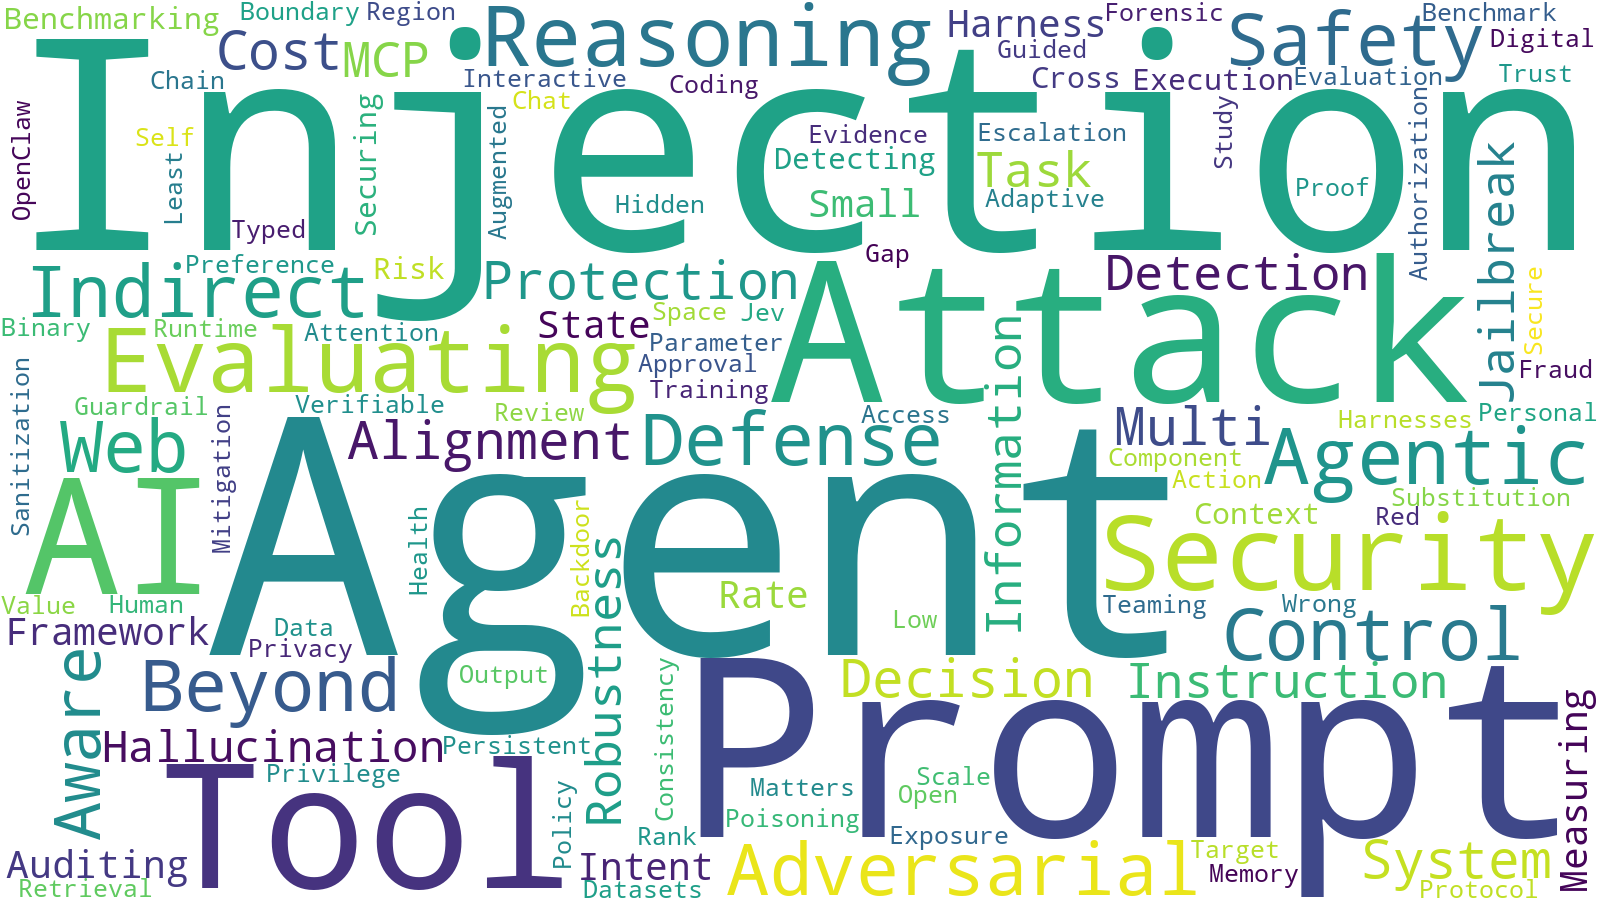 Benchmarking
Boundary
Region
Reasoning
Harness
Forensic
Safety
Benchmark
Cost
MCP
Guided
Digital
Chain
Interactive
Coding
Cross
Execution
Evaluation
Trust
Injection
Chat
OpenClaw
Self
Securing
Augmented
Evidence
Escalation
Study
Authorization
Least
Detecting
Task
Jailbreak
Hidden
Small
Adaptive
Proof
Typed
Gap
Indirect
Preference
Risk
Protection
Attack
Detection
Secure
Binary
Runtime
Attention
State
Space
Jev
Information
Evaluating
Parameter
Approval
Training
Fraud
Sanitization
Guardrail
Verifiable
Review
Access
Harnesses
Personal
Mitigation
Web
Alignment
Defense
Multi
Agentic
Component
Action
AI
Agent
Substitution
Health
Backdoor
Context
Red
Robustness
Security
Value
Human
Rate
Low
Teaming
Wrong
Framework
Data
Privacy
Control
Aware
Beyond
Output
Consistency
Prompt
Decision
Instruction
Measuring
Hallucination
Persistent
Tool
Privilege
Policy
Matters
Scale
Open
Poisoning
Rank
Exposure
Auditing
Intent
Adversarial
Target
System
Retrieval
Datasets
Memory
Protocol